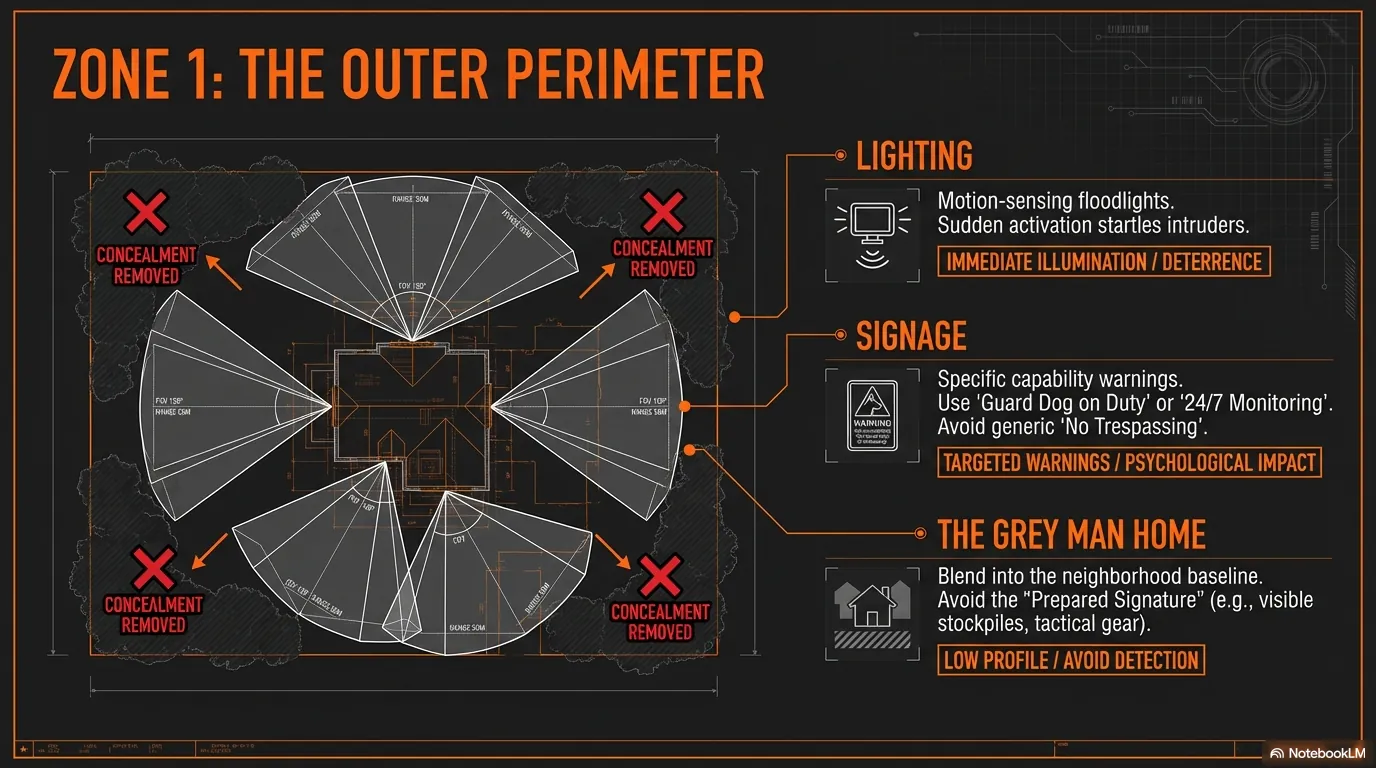 ZONE 1: THE OUTER PERIMETER
CONCEALMENT
REMOVED
CONCEALMENT
REMOVED
FOV 180°
CONCEALMENT
REMOVED
CONCEALMENT
REMOVED
LIGHTING
Motion-sensing floodlights.
Sudden activation startles intruders.
IMMEDIATE ILLUMINATION / DETERRENCE
SIGNAGE
WARNING
Specific capability warnings.
Use 'Guard Dog on Duty' or '24/7 Monitoring'.
Avoid generic 'No Trespassing'.
TARGETED WARNINGS / PSYCHOLOGICAL IMPACT
THE GREY MAN HOME
Blend into the neighborhood baseline.
Avoid the "Prepared Signature" (e.g., visible
stockpiles, tactical gear).
LOW PROFILE / AVOID DETECTION
NotebookLM